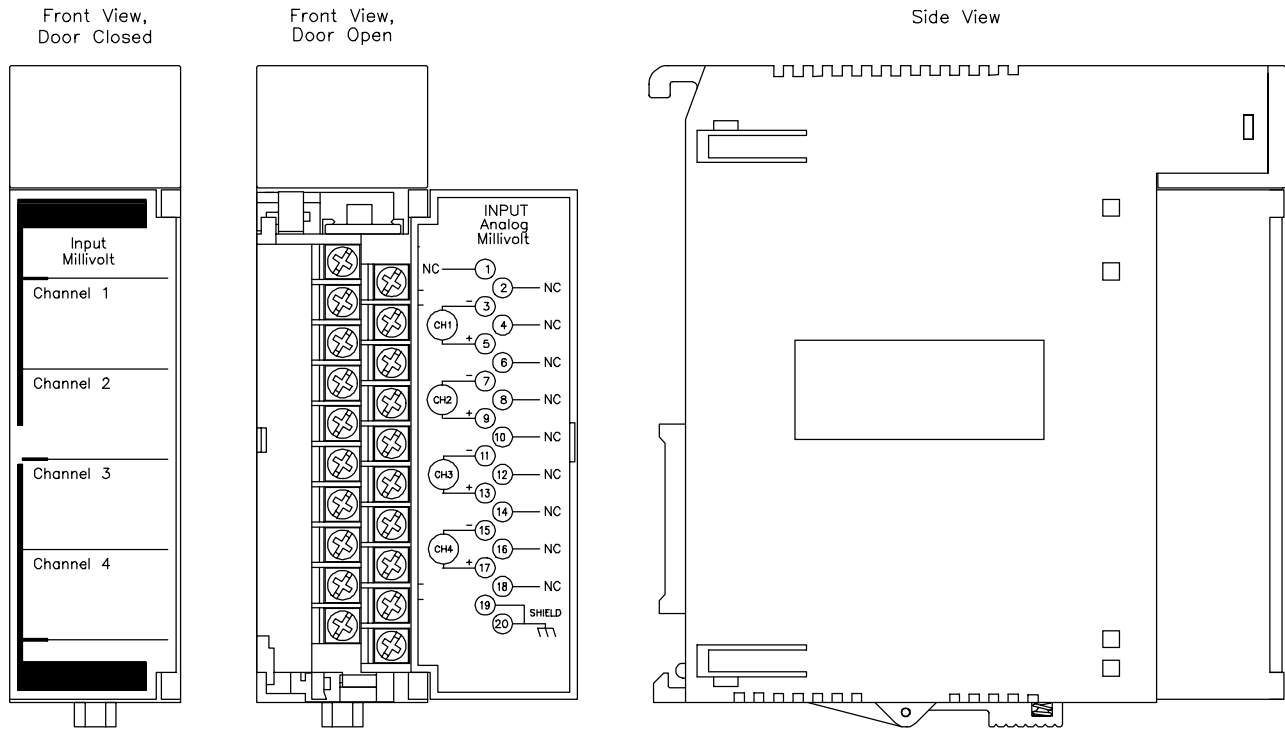 Front View,
Door Closed
Front View,
Door Open
Side View
Input
Millivolt
Channel 1
Channel 2
Channel 3
Channel 4
INPUT
Analog
Millivolt
NC 1
2 NC
- 3
CH1
4 NC
+ 5
6 NC
- 7
CH2
8 NC
+ 9
10 NC
- 11
CH3
12 NC
+ 13
14 NC
- 15
CH4
16 NC
+ 17
18 NC
19
SHIELD
20